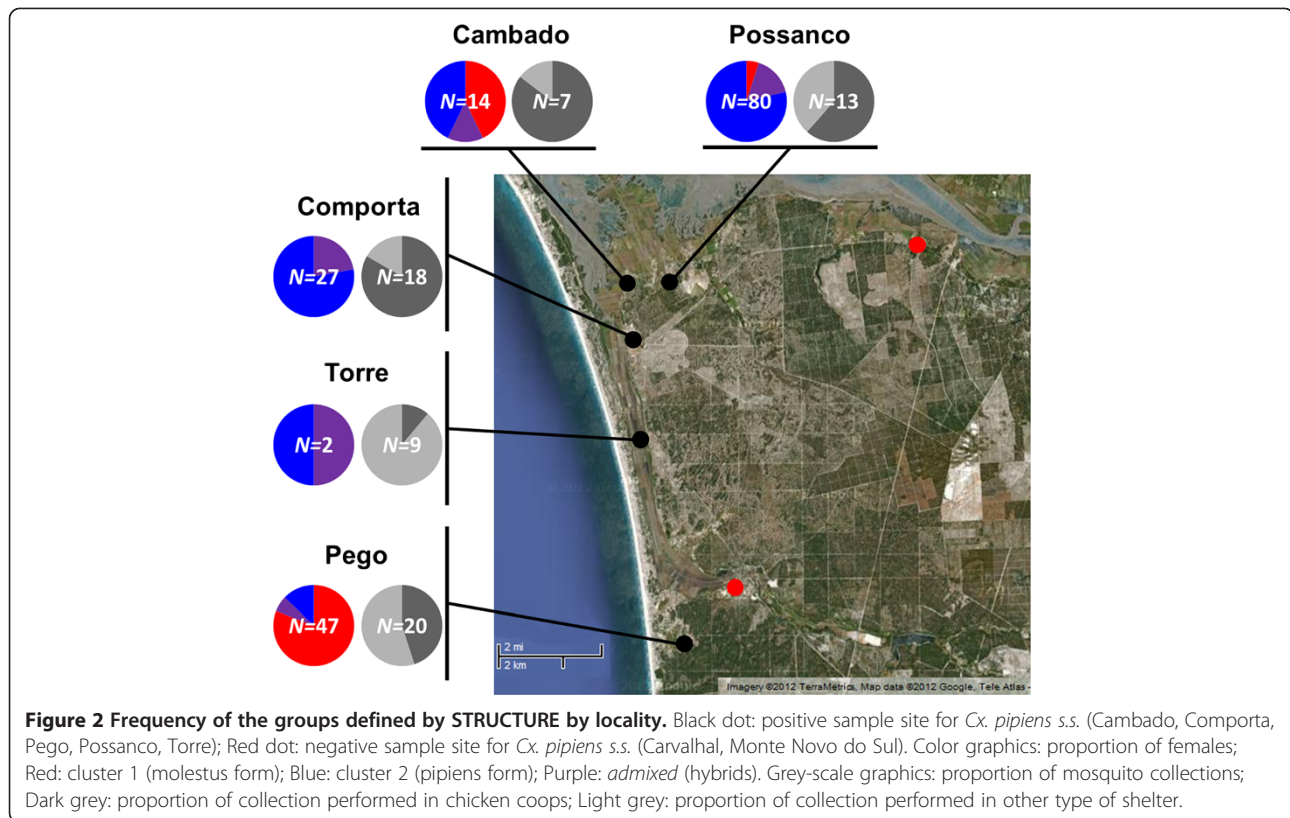 Cambado
Possanco
N=14
N=7
N=80
N=13
Comporta
N=27
N=18
Torre
N=2
N=9
Pego
N=47
N=20
2 mi
2 km
Imagery ©2012 TerraMetrics, Map data ©2012 Google, Tele Atlas -
Figure 2 Frequency of the groups defined by STRUCTURE by locality. Black dot: positive sample site for Cx. pipiens s.s. (Cambado, Comporta,
Pego, Possanco, Torre); Red dot: negative sample site for Cx. pipiens s.s. (Carvalhal, Monte Novo do Sul). Color graphics: proportion of females;
Red: cluster 1 (molestus form); Blue: cluster 2 (pipiens form); Purple: admixed (hybrids). Grey-scale graphics: proportion of mosquito collections;
Dark grey: proportion of collection performed in chicken coops; Light grey: proportion of collection performed in other type of shelter.